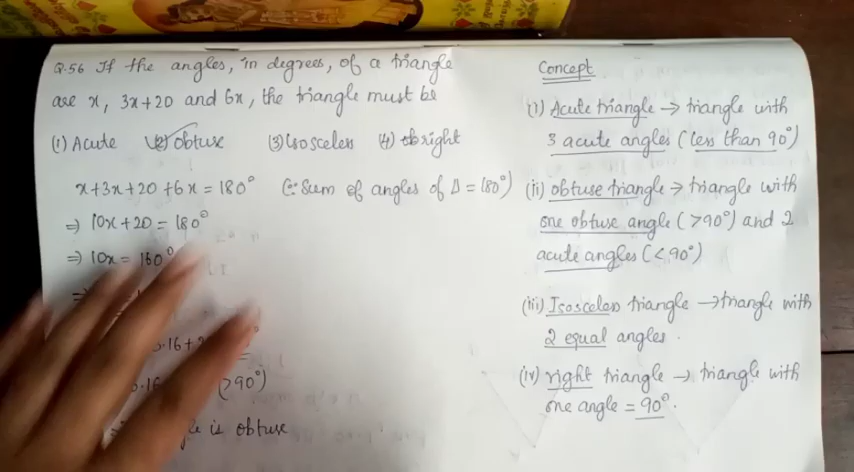 Q.56 If the angles, in degrees, of a triangle
are x, 3x+20 and 6x, the triangle must be
(1) Acute (2) obtuse (3) isosceles (4) right
x+3x+20+6x=180° (∵ Sum of angles of Δ=180°)
⇒ 10x+20=180°
⇒ 10x=160°
.16+2
.16 (>90°)
is obtuse
Concept
(i) Acute triangle → triangle with
3 acute angles (less than 90°)
(ii) obtuse triangle → triangle with
one obtuse angle (>90°) and 2
acute angles (<90°)
(iii) Isosceles triangle → triangle with
2 equal angles.
(iv) right triangle → triangle with
one angle = 90°.